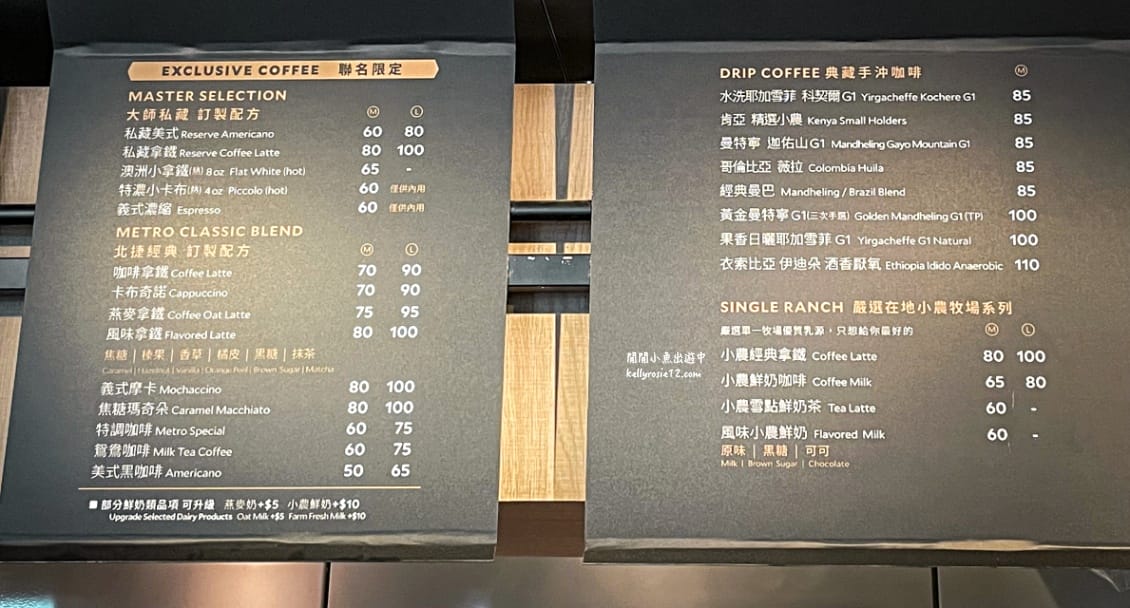 EXCLUSIVE COFFEE 聯名限定
MASTER SELECTION
大師私藏 訂製配方 M L
私藏美式 Reserve Americano 60 80
私藏拿鐵 Reserve Coffee Latte 80 100
澳洲小拿鐵(熱) 8 oz Flat White (hot) 65 -
特濃小卡布(熱) 4 oz Piccolo (hot) 60 僅供內用
義式濃縮 Espresso 60 僅供內用
METRO CLASSIC BLEND
北捷經典 訂製配方 M L
咖啡拿鐵 Coffee Latte 70 90
卡布奇諾 Cappuccino 70 90
燕麥拿鐵 Coffee Oat Latte 75 95
風味拿鐵 Flavored Latte 80 100
焦糖 | 榛果 | 香草 | 橘皮 | 黑糖 | 抹茶
Caramel | Hazelnut | Vanilla | Orange Peel | Brown Sugar | Matcha
義式摩卡 Mochaccino 80 100
焦糖瑪奇朵 Caramel Macchiato 80 100
特調咖啡 Metro Special 60 75
鴛鴦咖啡 Milk Tea Coffee 60 75
美式黑咖啡 Americano 50 65
部分鮮奶類品項 可升級 燕麥奶+$5 小農鮮奶+$10
Upgrade Selected Dairy Products Oat Milk +$5 Farm Fresh Milk +$10
DRIP COFFEE 典藏手沖咖啡 M
水洗耶加雪菲 科契爾 G1 Yirgacheffe Kochere G1 85
肯亞 精選小農 Kenya Small Holders 85
曼特寧 迦佑山 G1 Mandheling Gayo Mountain G1 85
哥倫比亞 薇拉 Colombia Huila 85
經典曼巴 Mandheling / Brazil Blend 85
黃金曼特寧 G1(三次手選) Golden Mandheling G1 (TP) 100
果香日曬耶加雪菲 G1 Yirgacheffe G1 Natural 100
衣索比亞 伊迪朵 酒香厭氧 Ethiopia Idido Anaerobic 110
SINGLE RANCH 嚴選在地小農牧場系列
嚴選單一牧場優質乳源，只想給你最好的 M L
小農經典拿鐵 Coffee Latte 80 100
小農鮮奶咖啡 Coffee Milk 65 80
小農雪點鮮奶茶 Tea Latte 60 -
風味小農鮮奶 Flavored Milk 60 -
原味 | 黑糖 | 可可
Milk | Brown Sugar | Chocolate
閒閒小魚出遊中
kellyrosie12.com